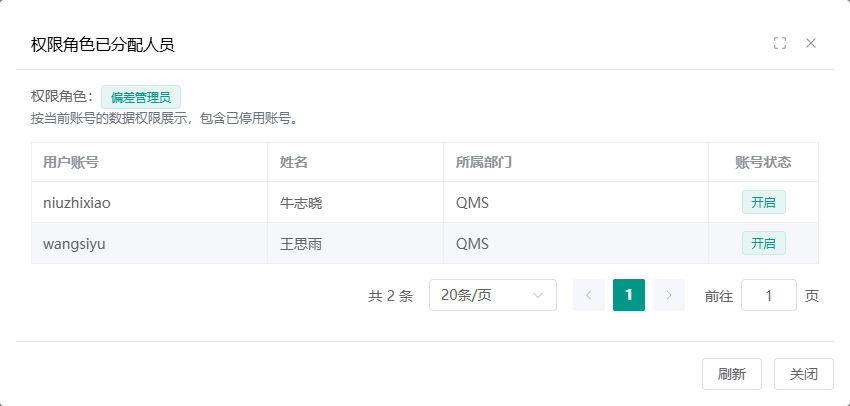 权限角色已分配人员
权限角色： 偏差管理员
按当前账号的数据权限展示，包含已停用账号。
用户账号 姓名 所属部门 账号状态
niuzhixiao 牛志晓 QMS 开启
wangsiyu 王思雨 QMS 开启
共 2 条 20条/页 1 前往 1 页
刷新 关闭